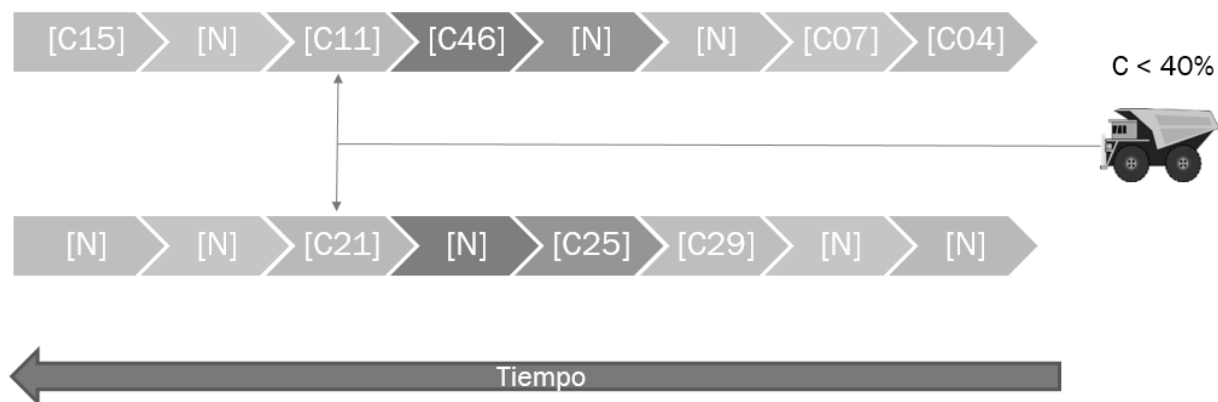 [C15] [N] [C11] [C46] [N] [N] [C07] [C04]
C < 40%
[N] [N] [C21] [N] [C25] [C29] [N] [N]
Tiempo